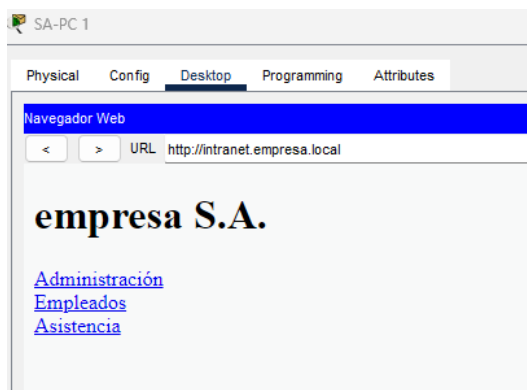 SA-PC 1
Physical Config Desktop Programming Attributes
Navegador Web
< > URL http://intranet.empresa.local
empresa S.A.
Administración
Empleados
Asistencia